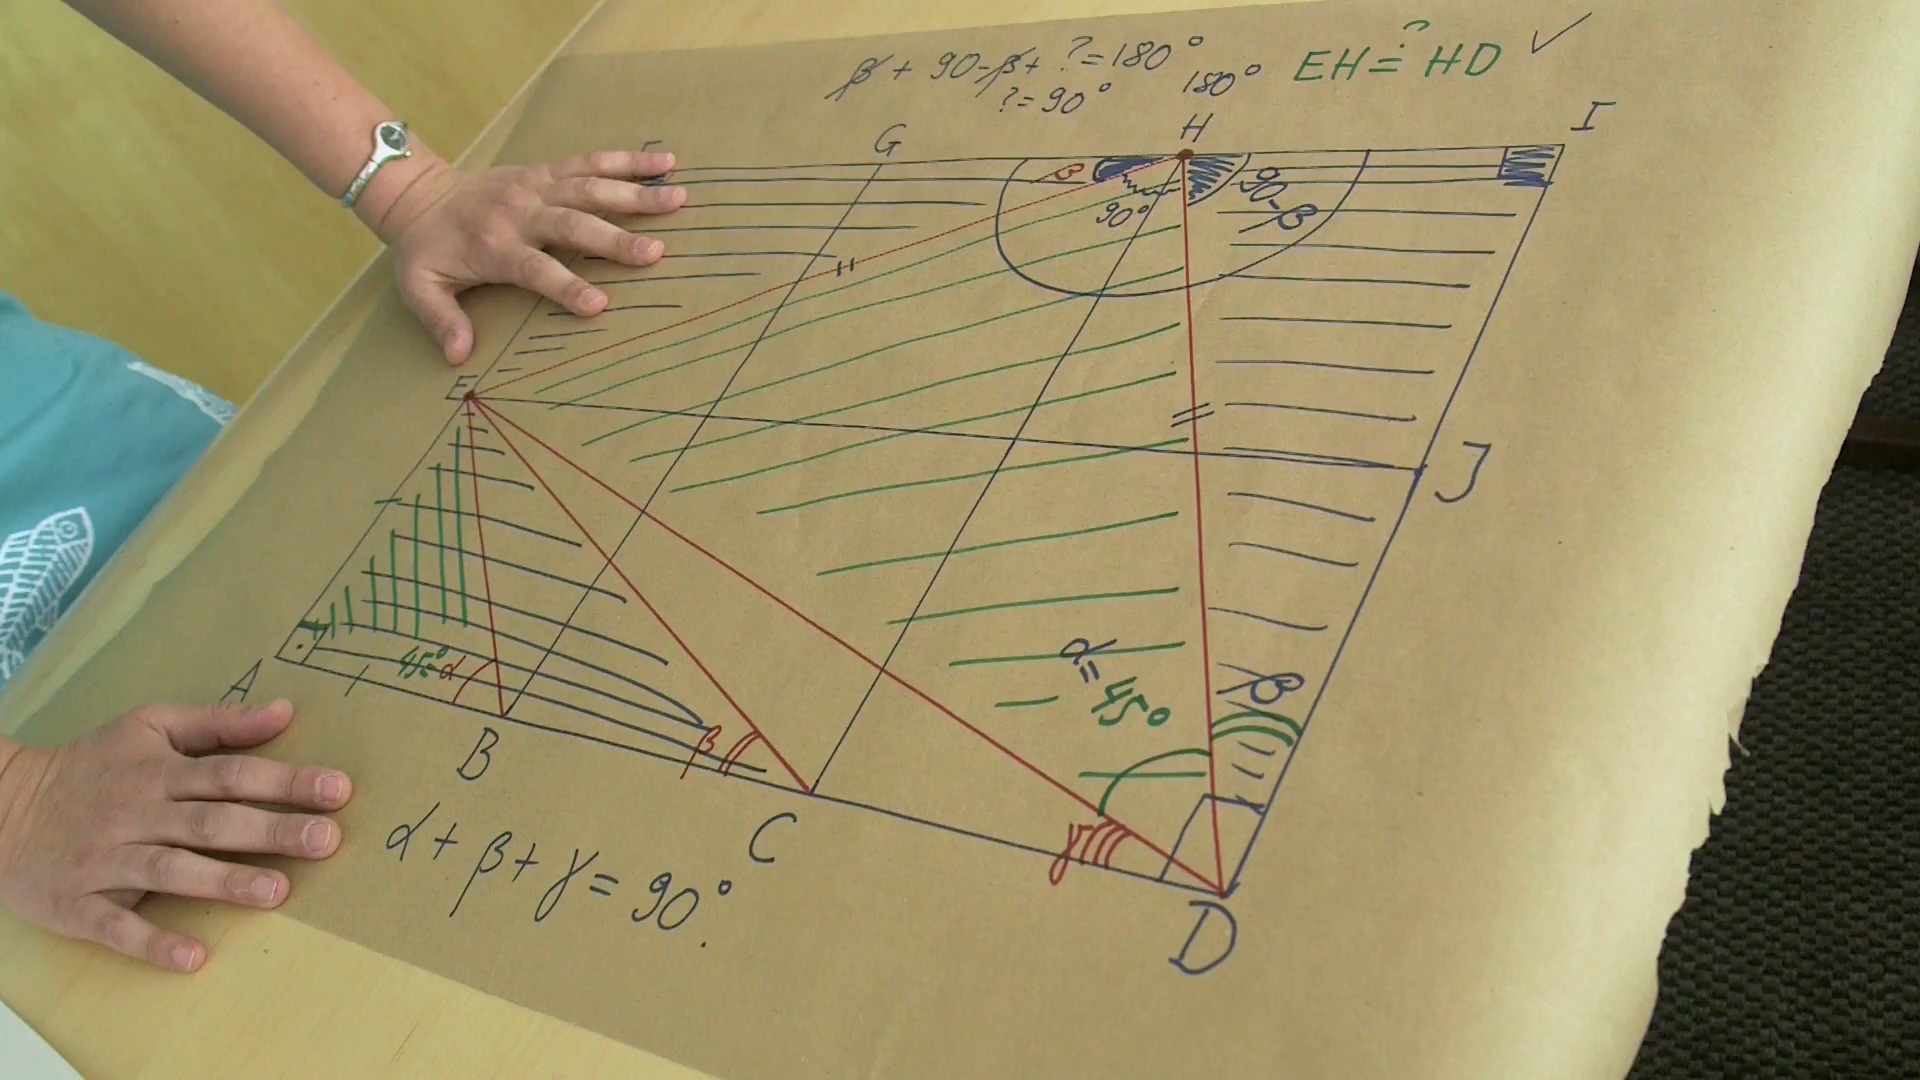 β + 90-β + ? = 180°
? = 90°
180°
EH ≟ HD ✓
F G H I
β
90°
90-β
E
J
45°=α
A
β
B
C
α=
45°
β
γ
D
α + β + γ = 90°.